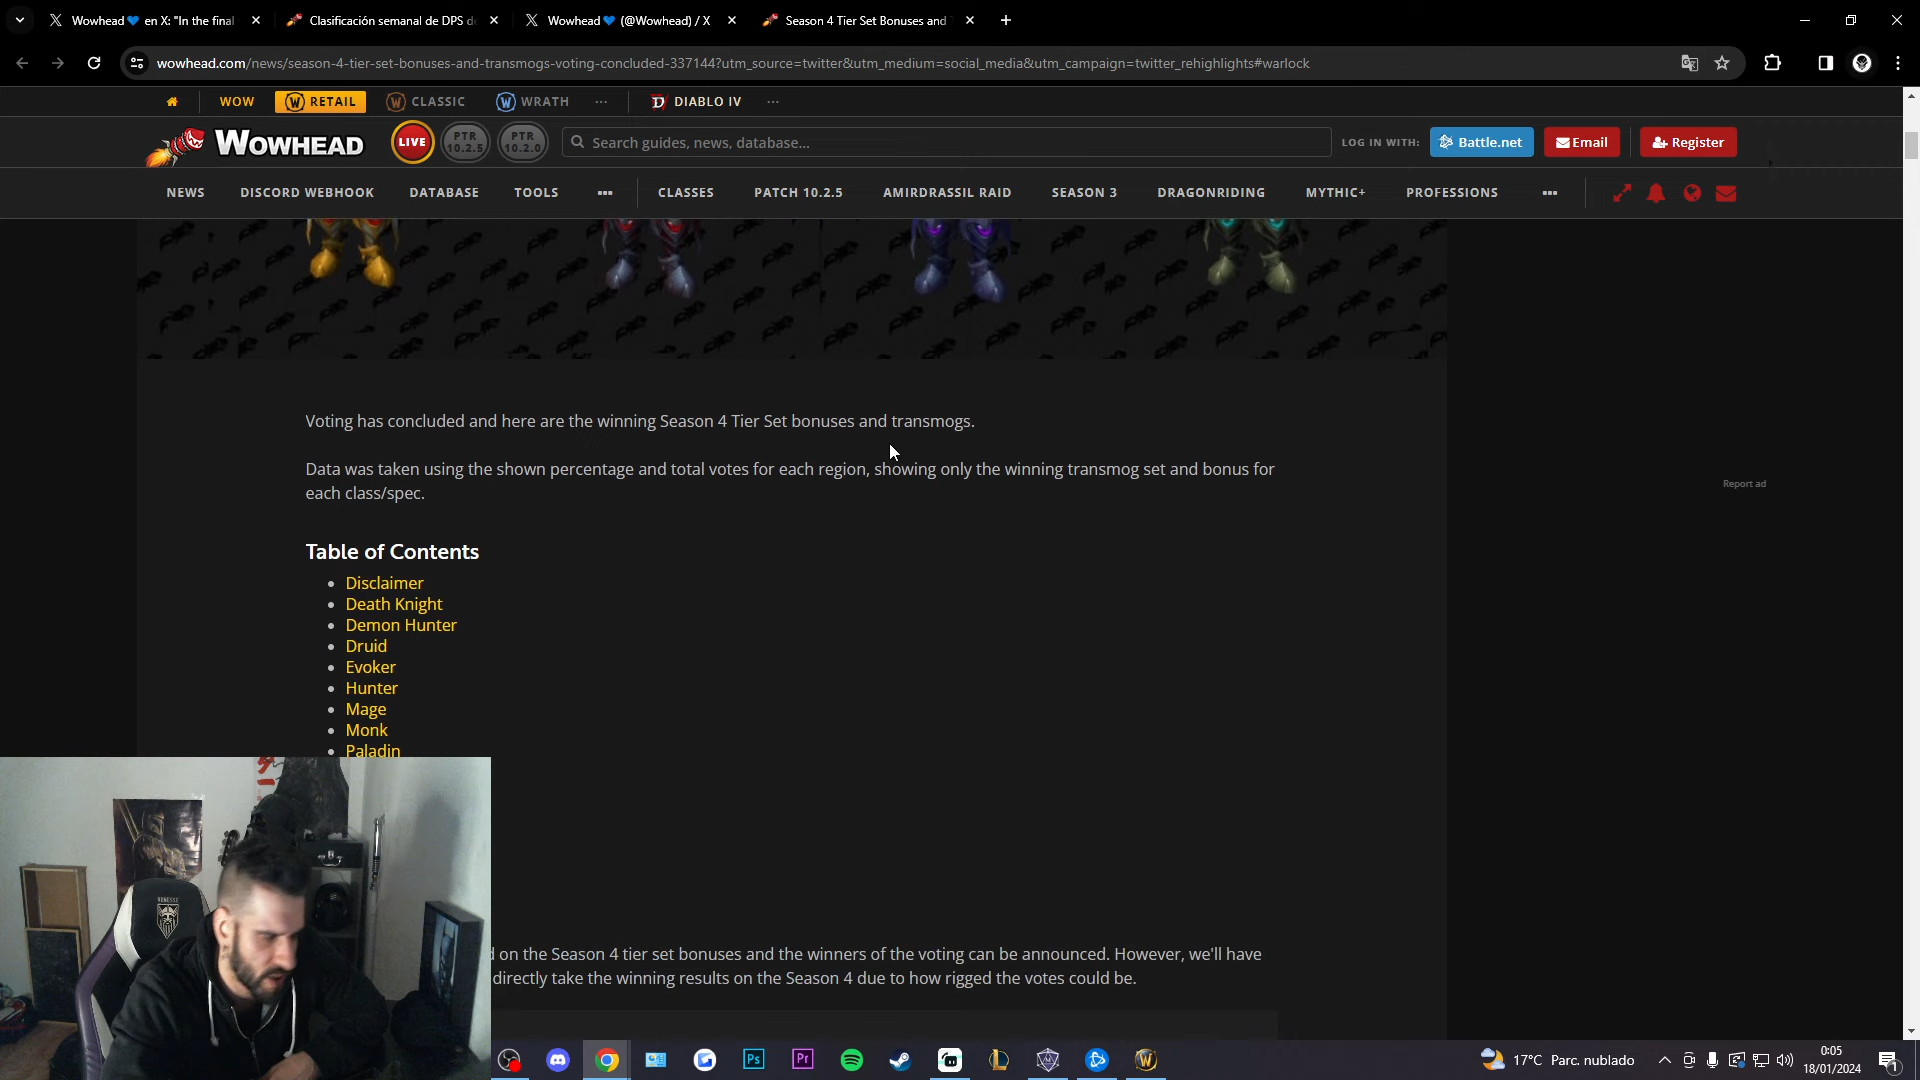 Wowhead💙 en X: "In the final
Clasificación semanal de DPS de
Wowhead💙 (@Wowhead) / X
Season 4 Tier Set Bonuses and
wowhead.com/news/season-4-tier-set-bonuses-and-transmogs-voting-concluded-337144?utm_source=twitter&utm_medium=social_media&utm_campaign=twitter_rehighlights#warlock
WOW
RETAIL
CLASSIC
WRATH
...
DIABLO IV
...
WOWHEAD
LIVE
PTR
10.2.5
PTR
10.2.0
Search guides, news, database...
LOG IN WITH:
Battle.net
Email
Register
NEWS
DISCORD WEBHOOK
DATABASE
TOOLS
CLASSES
PATCH 10.2.5
AMIRDRASSIL RAID
SEASON 3
DRAGONRIDING
MYTHIC+
PROFESSIONS
Voting has concluded and here are the winning Season 4 Tier Set bonuses and transmogs.
Data was taken using the shown percentage and total votes for each region, showing only the winning transmog set and bonus for
each class/spec.
Report ad
Table of Contents
• Disclaimer
• Death Knight
• Demon Hunter
• Druid
• Evoker
• Hunter
• Mage
• Monk
• Paladin
d on the Season 4 tier set bonuses and the winners of the voting can be announced. However, we'll have
directly take the winning results on the Season 4 due to how rigged the votes could be.
Ps
Pr
17°C Parc. nublado
0:05
18/01/2024
1